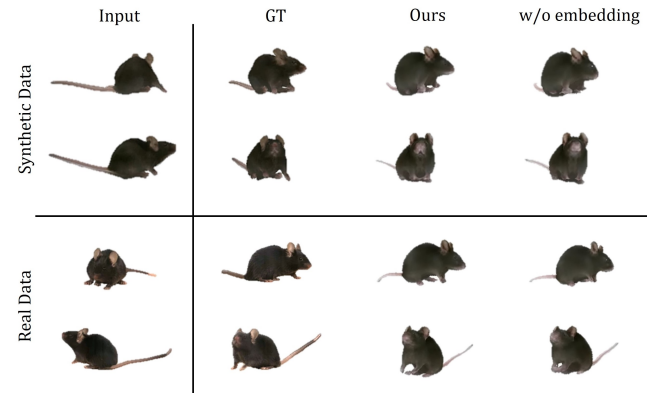 Input GT Ours w/o embedding
Synthetic Data
Real Data